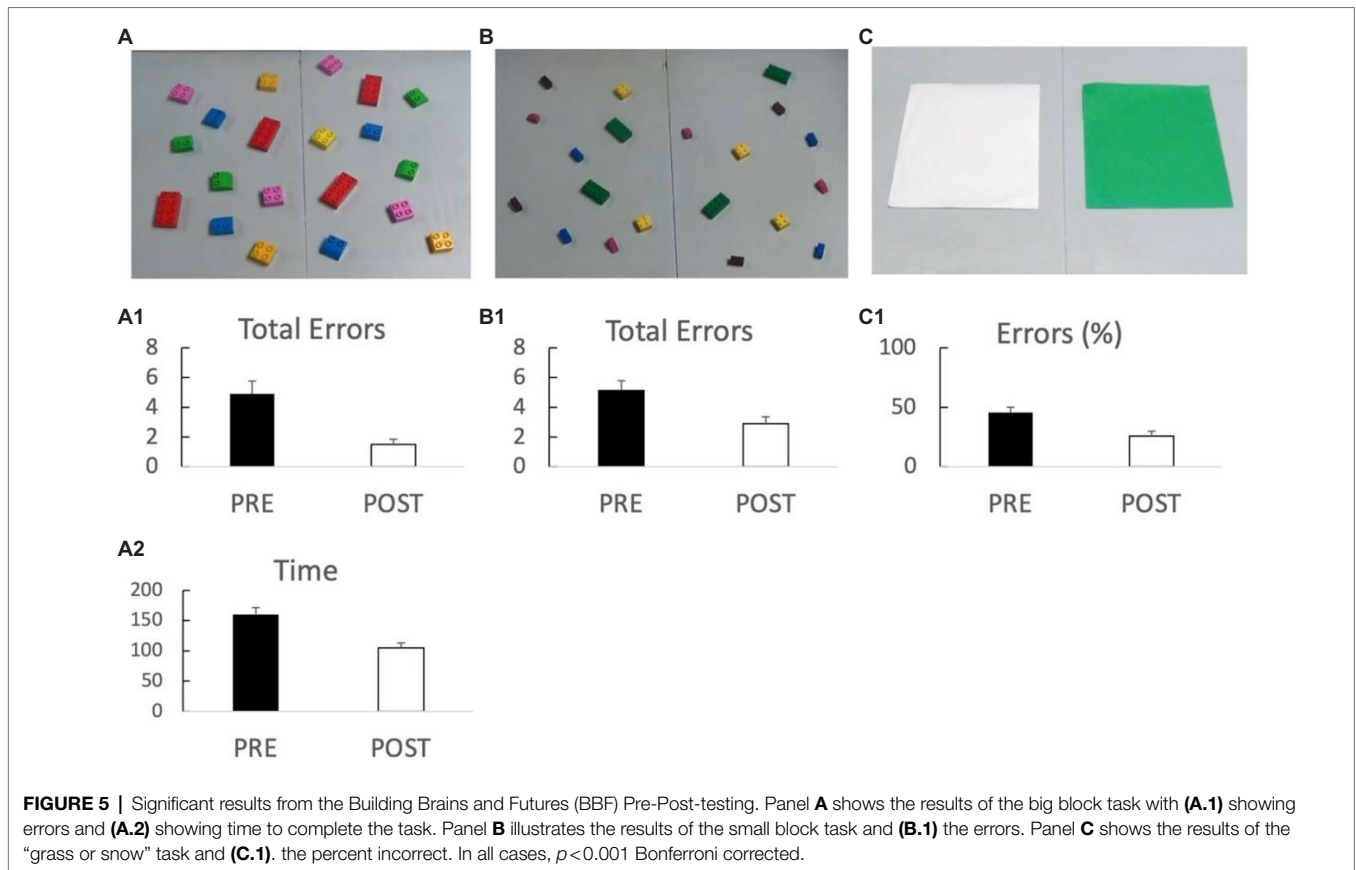 A
B
C
A1
Total Errors
8
6
4
2
0
PRE
POST
B1
Total Errors
8
6
4
2
0
PRE
POST
C1
Errors (%)
100
50
0
PRE
POST
A2
Time
200
150
100
50
0
PRE
POST
FIGURE 5 | Significant results from the Building Brains and Futures (BBF) Pre-Post-testing. Panel A shows the results of the big block task with (A.1) showing
errors and (A.2) showing time to complete the task. Panel B illustrates the results of the small block task and (B.1) the errors. Panel C shows the results of the
“grass or snow” task and (C.1). the percent incorrect. In all cases, p<0.001 Bonferroni corrected.